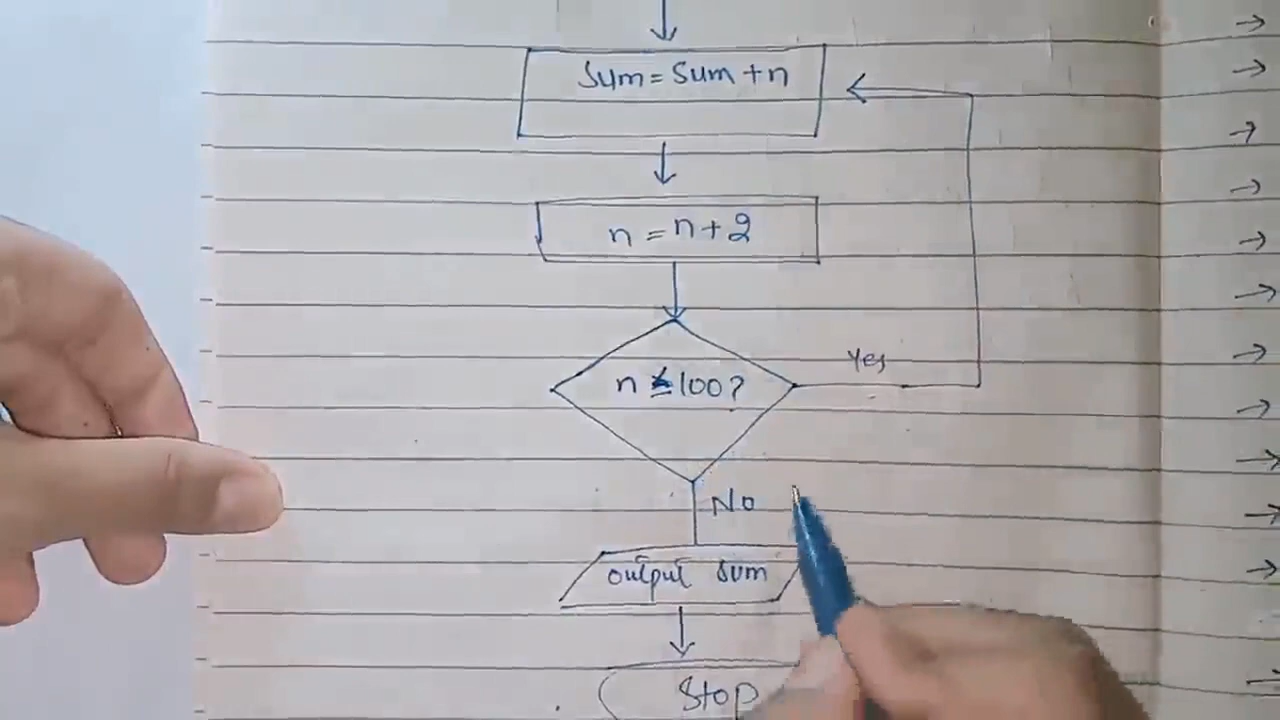 Sum = Sum + n
n = n + 2
n ≤ 100?
Yes
No
output sum
Stop